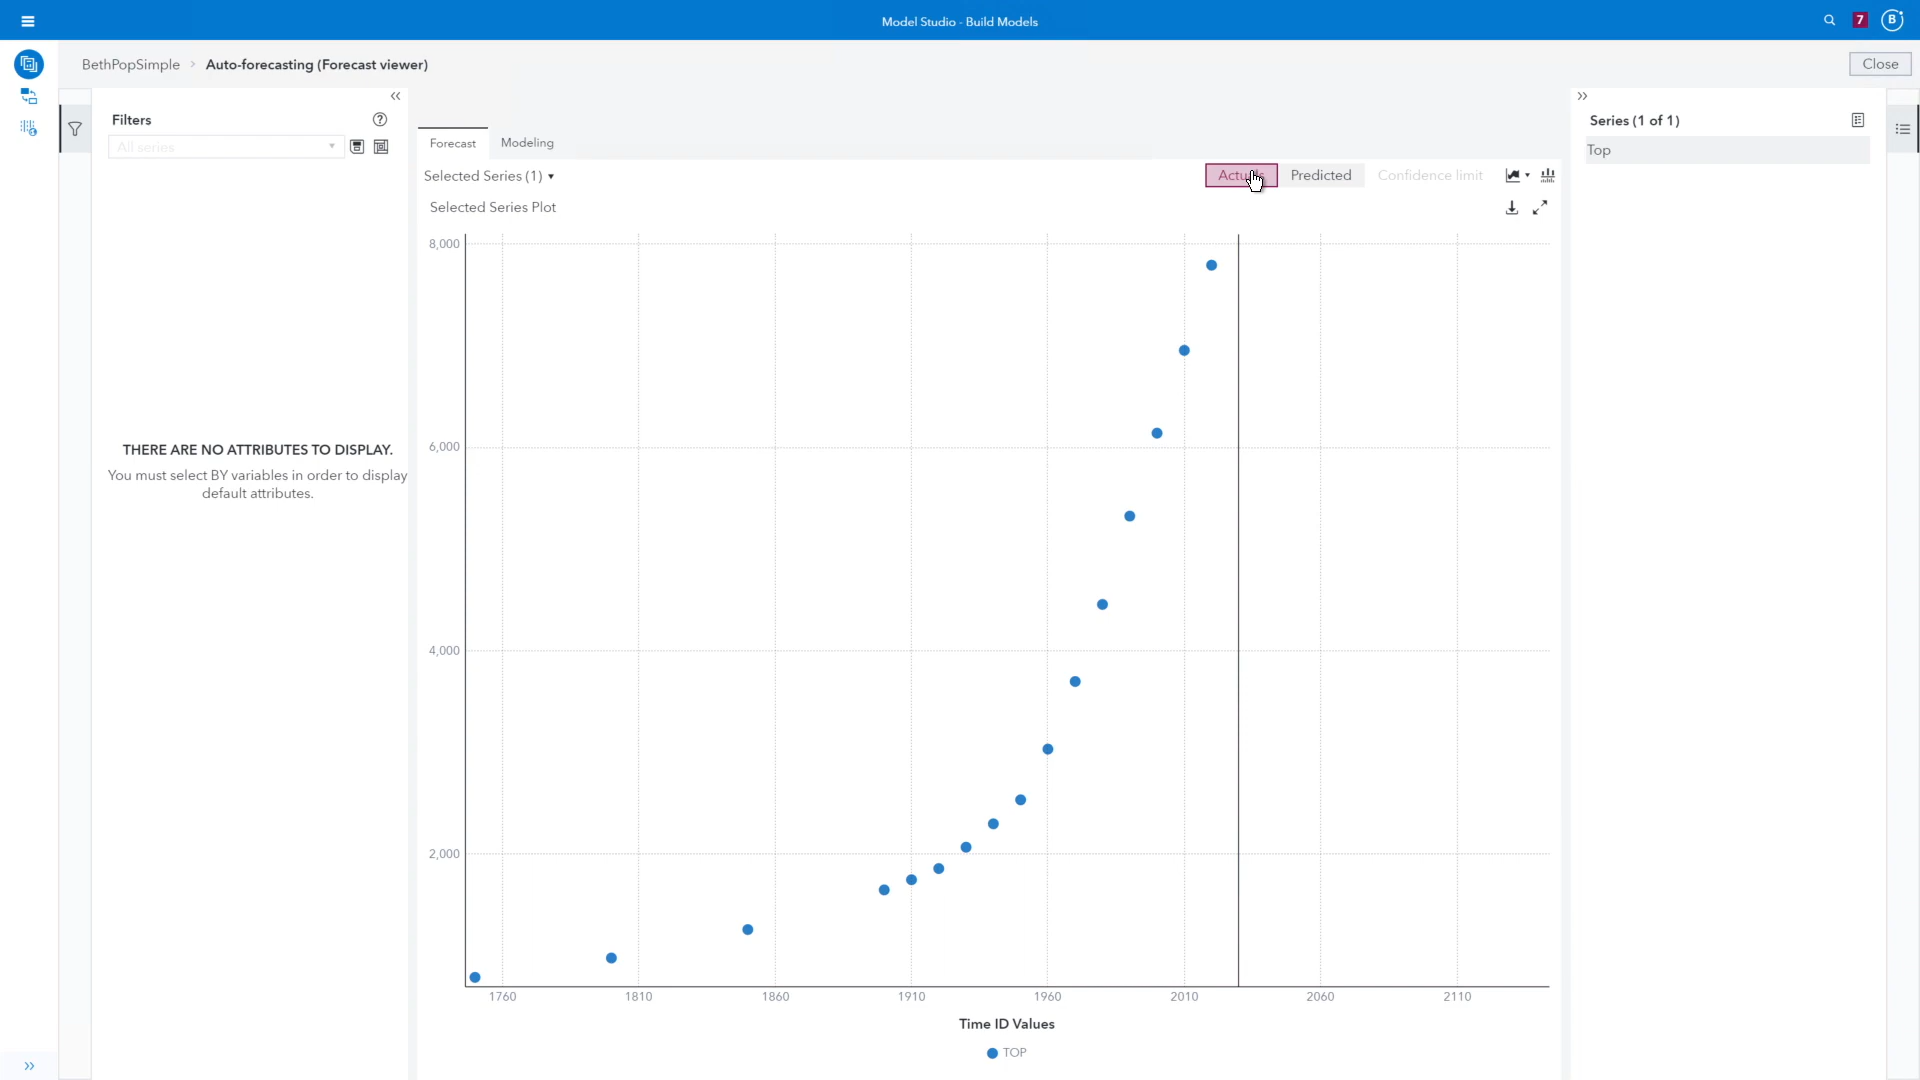 Model Studio - Build Models
7
B
BethPopSimple > Auto-forecasting (Forecast viewer)
Close
Filters
All series
THERE ARE NO ATTRIBUTES TO DISPLAY.
You must select BY variables in order to display
default attributes.
Forecast
Modeling
Selected Series (1)
Predicted
Confidence limit
Selected Series Plot
8,000
6,000
4,000
2,000
1760
1810
1860
1910
1960
2010
2060
2110
Time ID Values
TOP
Series (1 of 1)
Top